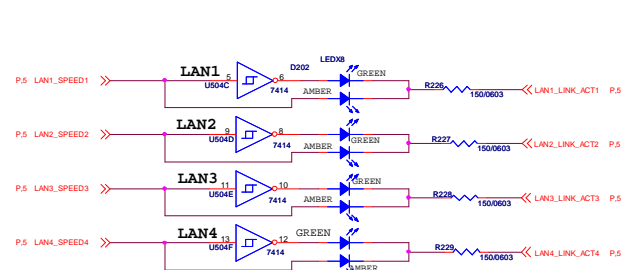 D202 LEDX8
LAN1 5 6 GREEN
P,5 LAN1_SPEED1 U504C 7414 AMBER R226 150/0603 LAN1_LINK_ACT1 P,5
LAN2 9 8
P,5 LAN2_SPEED2 U504D 7414 AMBER GREEN R227 150/0603 LAN2_LINK_ACT2 P,5
LAN3 11 10 GREEN
P,5 LAN3_SPEED3 U504E 7414 AMBER R228 150/0603 LAN3_LINK_ACT3 P,5
LAN4 13 12 GREEN
P,5 LAN4_SPEED4 U504F 7414 R229 150/0603 LAN4_LINK_ACT4 P,5
AMBER